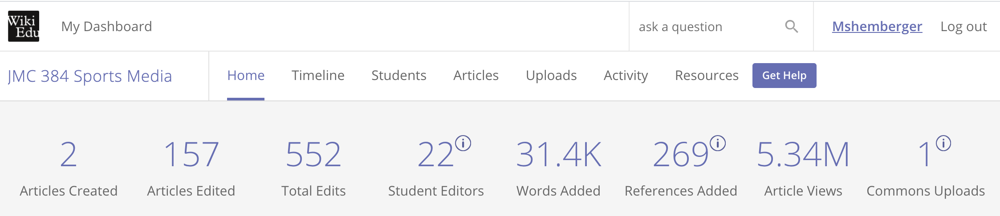 Wiki
Edu
My Dashboard
ask a question
Mshemberger
Log out
JMC 384 Sports Media
Home
Timeline
Students
Articles
Uploads
Activity
Resources
Get Help
2
Articles Created
157
Articles Edited
552
Total Edits
22
Student Editors
31.4K
Words Added
269
References Added
5.34M
Article Views
1
Commons Uploads